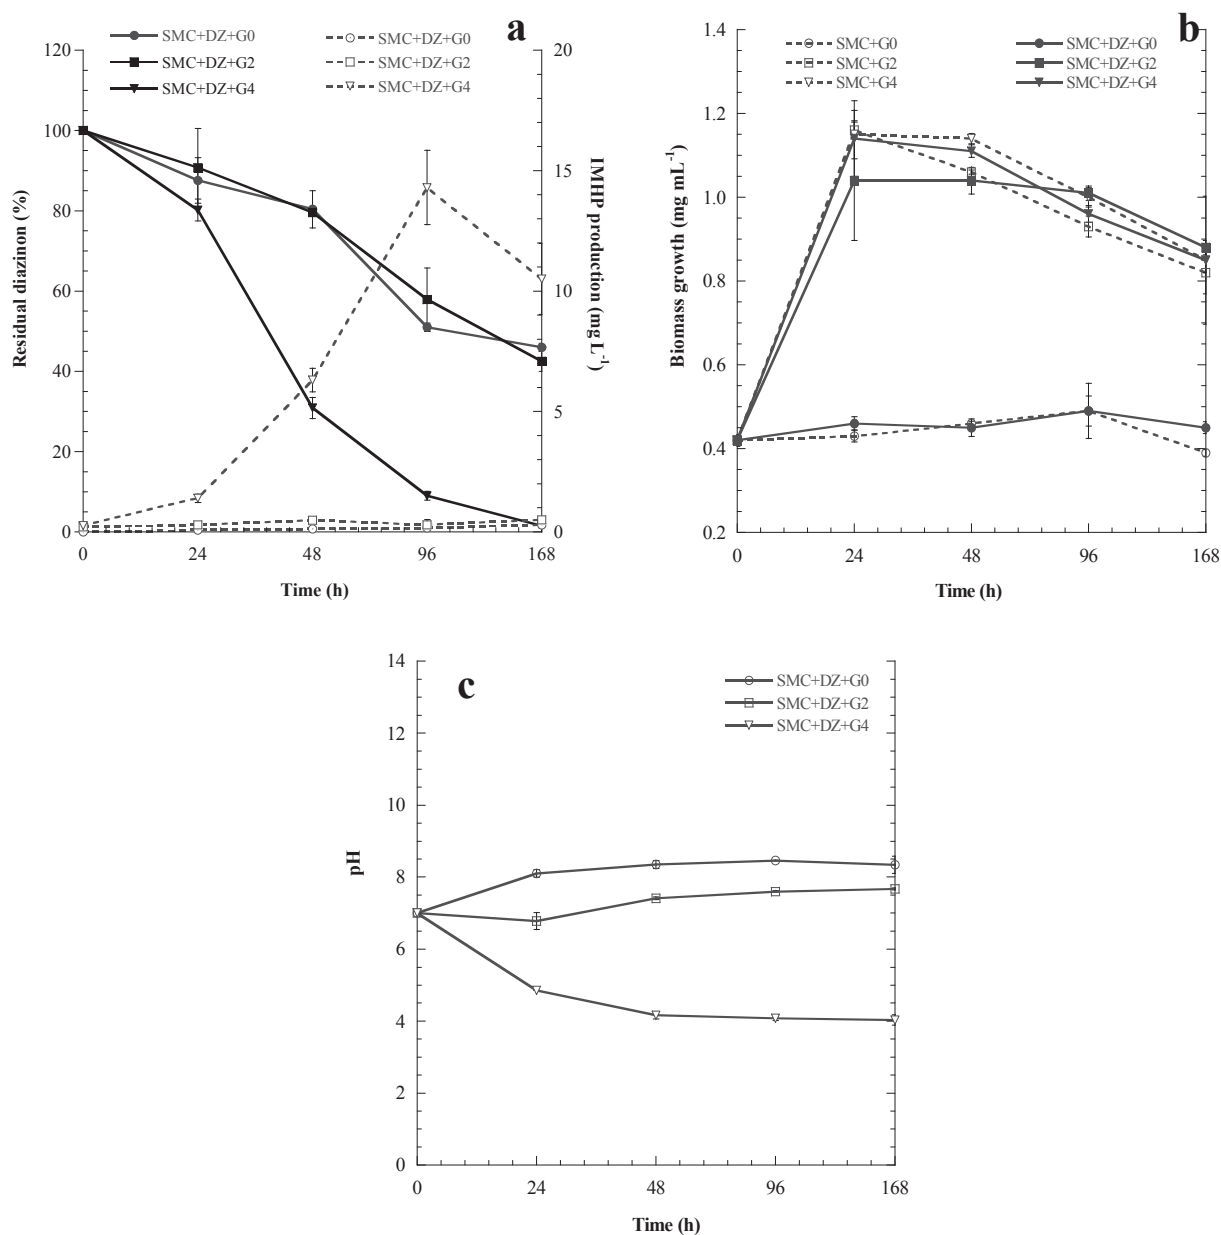 a
SMC+DZ+G0
SMC+DZ+G2
SMC+DZ+G4
SMC+DZ+G0
SMC+DZ+G2
SMC+DZ+G4
120
100
80
60
40
20
0
Residual diazinon (%)
20
15
10
5
0
IMHP production (mg L⁻¹)
0 24 48 96 168
Time (h)
b
SMC+G0
SMC+G2
SMC+G4
SMC+DZ+G0
SMC+DZ+G2
SMC+DZ+G4
1.4
1.2
1.0
0.8
0.6
0.4
0.2
Biomass growth (mg mL⁻¹)
0 24 48 96 168
Time (h)
c
SMC+DZ+G0
SMC+DZ+G2
SMC+DZ+G4
14
12
10
8
6
4
2
0
pH
0 24 48 96 168
Time (h)